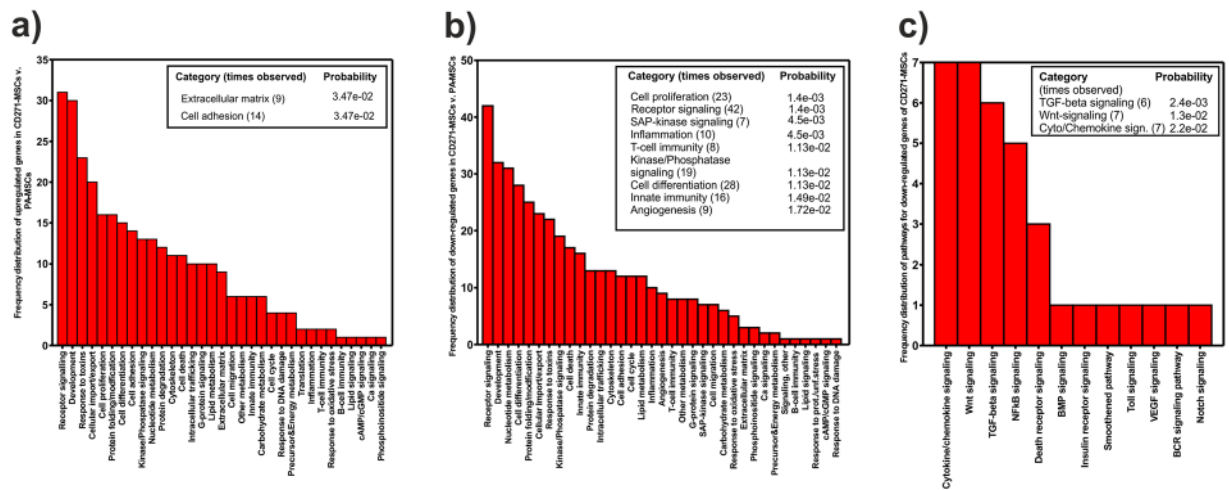 a)
Frequency distribution of upregulated genes in CD271-MSCs v.
PA-MSCs
35
30
25
20
15
10
5
0
Category (times observed) Probability
Extracellular matrix (9) 3.47e-02
Cell adhesion (14) 3.47e-02
Receptor signalling
Development
Response to toxins
Cellular import/export
Cell proliferation
Protein folding/modification
Cell differentiation
Cell adhesion
Kinase/Phosphatase signaling
Nucleotide metabolism
Protein degradation
Cytoskeleton
Cell death
Intracellular trafficking
G-protein signaling
Lipid metabolism
Extracellular matrix
Cell migration
Other metabolism
Innate immunity
Carbohydrate metabolism
Cell cycle
Response to DNA damage
Precursor&Energy metabolism
Translation
Inflammation
T-cell immunity
Response to oxidative stress
B-cell immunity
Lipid signaling
cAMP/cGMP signaling
Ca signaling
Phosphoinositide signaling
b)
Frequency distribution of down-regulated genes in CD271-MSCs v. PA-MSCs
50
40
30
20
10
0
Category (times observed) Probability
Cell proliferation (23) 1.4e-03
Receptor signaling (42) 1.4e-03
SAP-kinase signaling (7) 4.5e-03
Inflammation (10) 4.5e-03
T-cell immunity (8) 1.13e-02
Kinase/Phosphatase
signaling (19) 1.13e-02
Cell differentiation (28) 1.13e-02
Innate immunity (16) 1.49e-02
Angiogenesis (9) 1.72e-02
Receptor signaling
Development
Nucleotide metabolism
Cell differentiation
Protein folding/modification
Cellular Import/export
Response to toxins
Kinase/Phosphatase signaling
Cell death
Innate immunity
Protein degradation
Intracellular trafficking
Cytoskeleton
Cell adhesion
Cell cycle
Lipid metabolism
Inflammation
Angiogenesis
T-cell immunity
Other metabolism
G-protein signaling
SAP-kinase signaling
Cell migration
Carbohydrate metabolism
Response to oxidative stress
Extracellular matrix
Phosphoinositide signaling
Ca signaling
Precursor/Energy metabolism
Signaling, other
B-cell immunity
Response to prot./unf.stress
cAMP/cGMP signaling
Response to DNA damage
c)
Frequency distribution of pathways for down-regulated genes of CD271-MSCs
7
6
5
4
3
2
1
0
Category Probability
(times observed)
TGF-beta signaling (6) 2.4e-03
Wnt-signaling (7) 1.3e-02
Cyto/Chemokine sign. (7) 2.2e-02
Cytokine/chemokine signaling
Wnt signaling
TGF-beta signaling
NFkB signaling
Death receptor signaling
BMP signaling
Insulin receptor signaling
Smoothened pathway
Toll signaling
VEGF signaling
BCR signaling pathway
Notch signaling